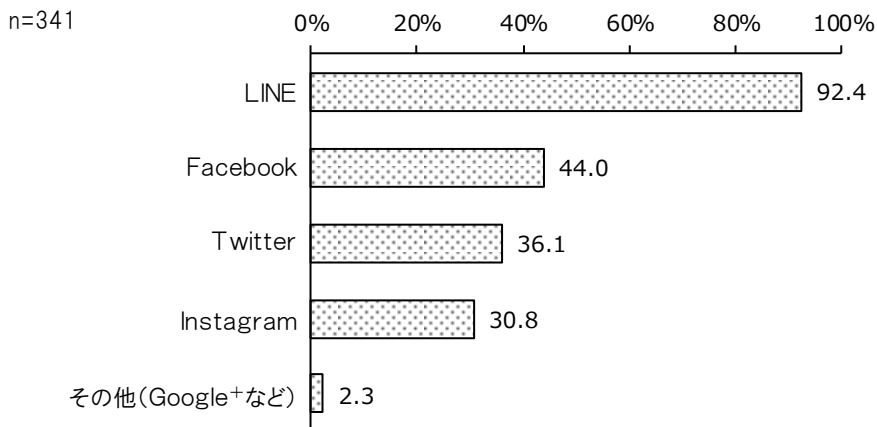 n=341
0% 20% 40% 60% 80% 100%
LINE 92.4
Facebook 44.0
Twitter 36.1
Instagram 30.8
その他(Google⁺など) 2.3